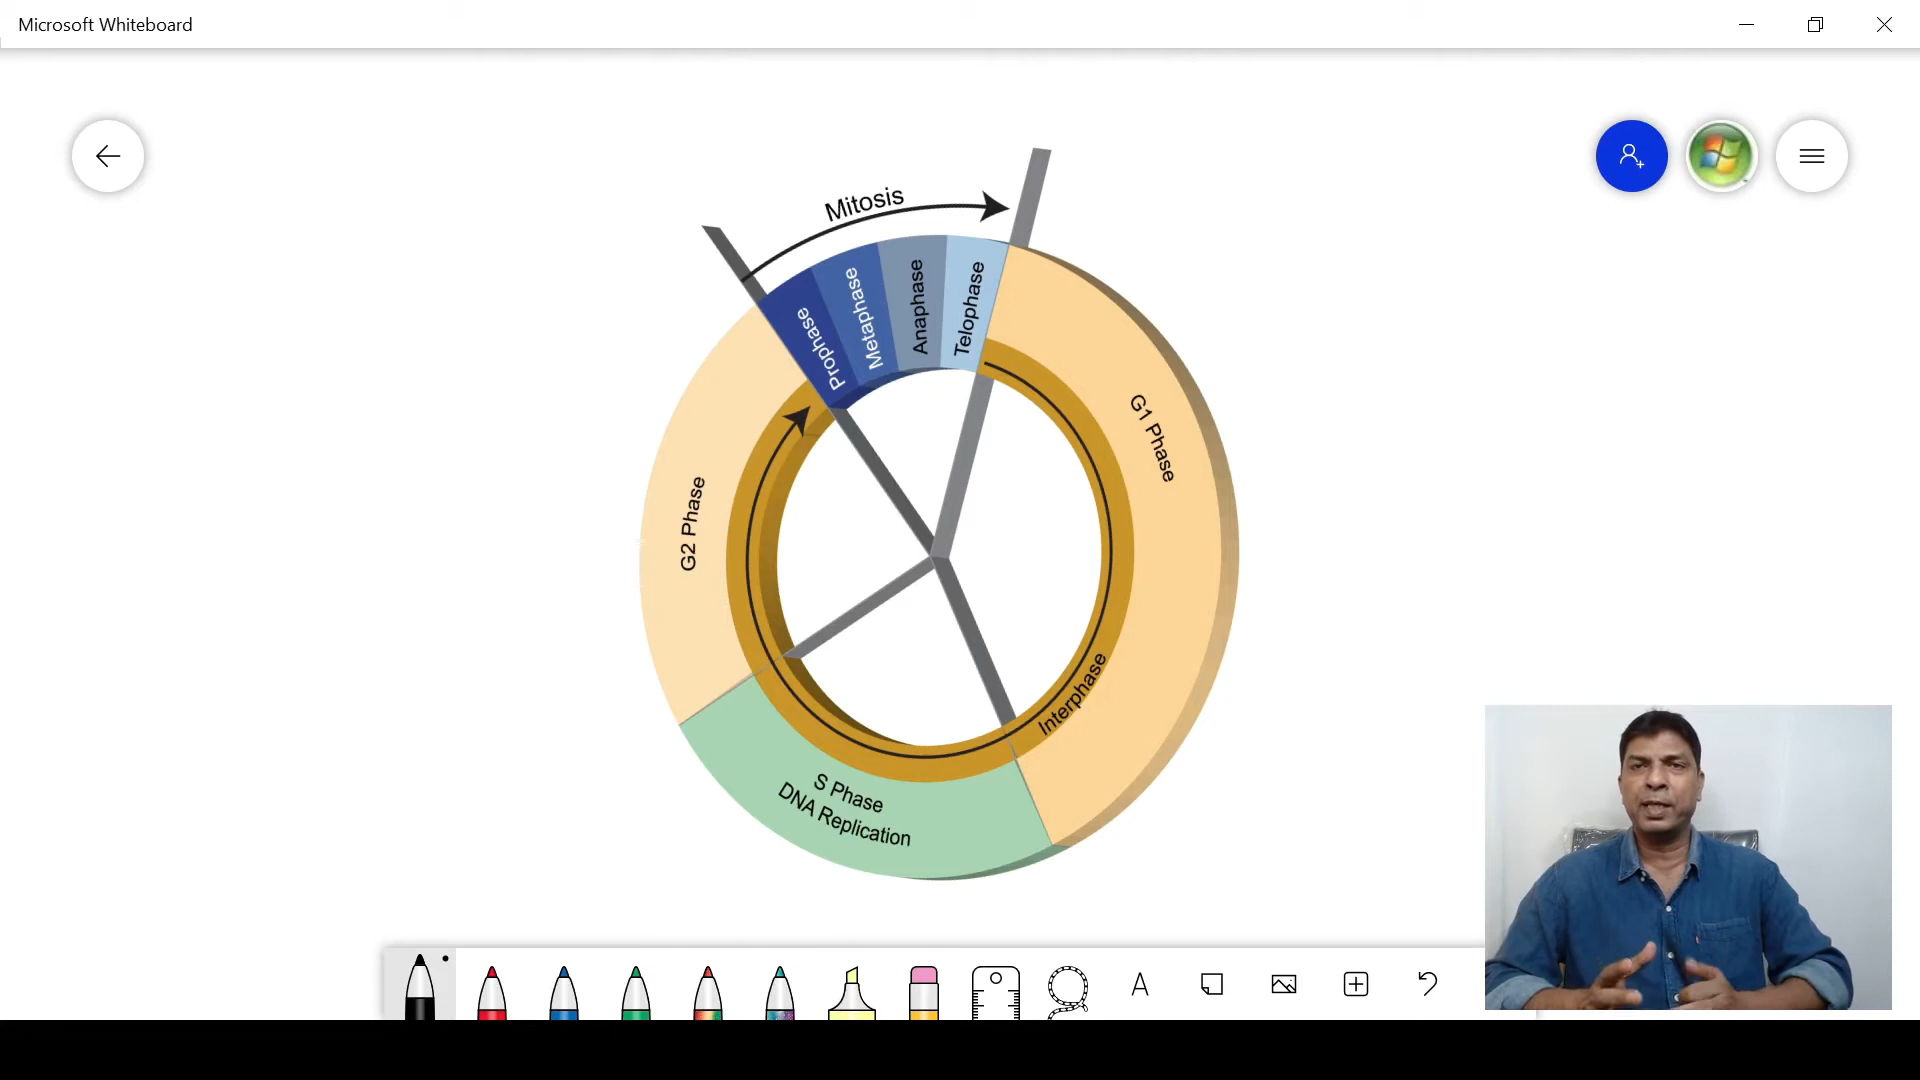 Microsoft Whiteboard
Mitosis
Prophase
Metaphase
Anaphase
Telophase
G1 Phase
G2 Phase
Interphase
S Phase
DNA Replication